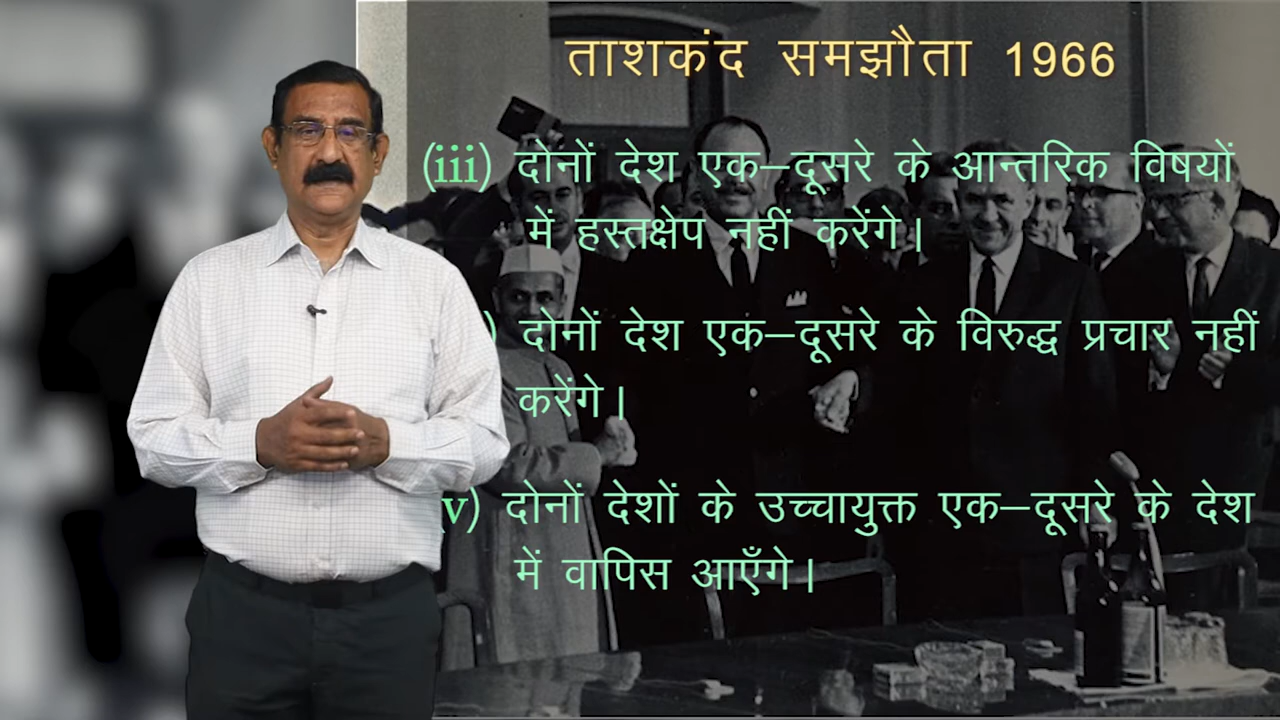 ताशकंद समझौता 1966
(iii) दोनों देश एक–दूसरे के आन्तरिक विषयों
में हस्तक्षेप नहीं करेंगे।
) दोनों देश एक–दूसरे के विरुद्ध प्रचार नहीं
करेंगे।
v) दोनों देशों के उच्चायुक्त एक–दूसरे के देश
में वापिस आएँगे।